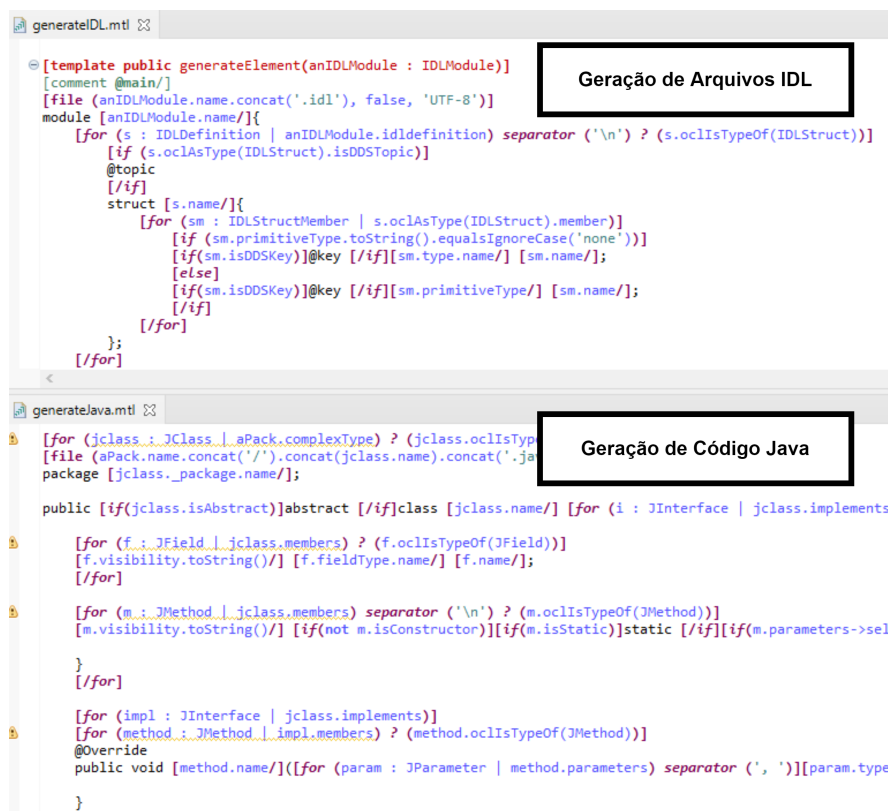 generateIDL.mtl
[template public generateElement(anIDLModule : IDLModule)]
Geração de Arquivos IDL
[comment @main/]
[file (anIDLModule.name.concat('.idl'), false, 'UTF-8')]
module [anIDLModule.name/]{
[for (s : IDLDefinition | anIDLModule.idldefinition) separator ('\n') ? (s.oclIsTypeOf(IDLStruct))]
[if (s.oclAsType(IDLStruct).isDDSTopic)]
@topic
[/if]
struct [s.name/]{
[for (sm : IDLStructMember | s.oclAsType(IDLStruct).member)]
[if (sm.primitiveType.toString().equalsIgnoreCase('none'))]
[if(sm.isDDSKey)]@key [/if][sm.type.name/] [sm.name/];
[else]
[if(sm.isDDSKey)]@key [/if][sm.primitiveType/] [sm.name/];
[/if]
[/for]
};
[/for]
generateJava.mtl
[for (jclass : JClass | aPack.complexType) ? (jclass.oclIsType
Geração de Código Java
[file (aPack.name.concat('/').concat(jclass.name).concat('.ja
package [jclass._package.name/];
public [if(jclass.isAbstract)]abstract [/if]class [jclass.name/] [for (i : JInterface | jclass.implements
[for (f : JField | jclass.members) ? (f.oclIsTypeOf(JField))]
[f.visibility.toString()/] [f.fieldType.name/] [f.name/];
[/for]
[for (m : JMethod | jclass.members) separator ('\n') ? (m.oclIsTypeOf(JMethod))]
[m.visibility.toString()/] [if(not m.isConstructor)][if(m.isStatic)]static [/if][if(m.parameters->sel
}
[/for]
[for (impl : JInterface | jclass.implements)]
[for (method : JMethod | impl.members) ? (method.oclIsTypeOf(JMethod))]
@Override
public void [method.name/]([for (param : JParameter | method.parameters) separator (', ')][param.type
}